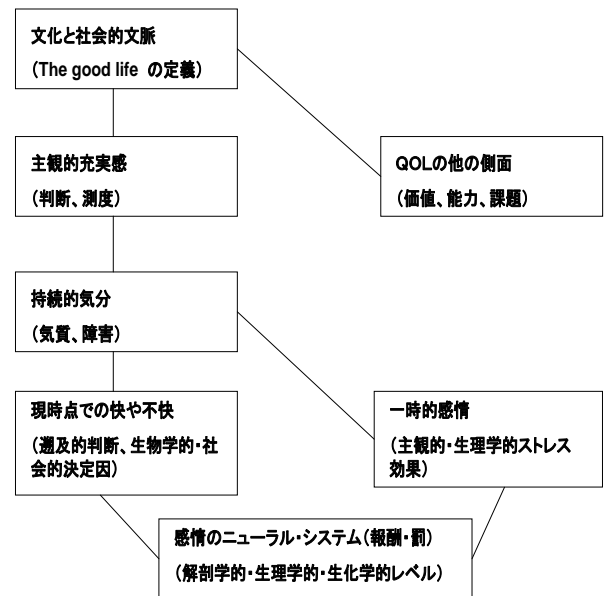 文化と社会的文脈
(The good life の定義)
主観的充実感
(判断、測度)
QOLの他の側面
(価値、能力、課題)
持続的気分
(気質、障害)
現時点での快や不快
(遡及的判断、生物学的・社
会的決定因)
一時的感情
(主観的・生理学的ストレス
効果)
感情のニューラル・システム(報酬・罰)
(解剖学的・生理学的・生化学的レベル)